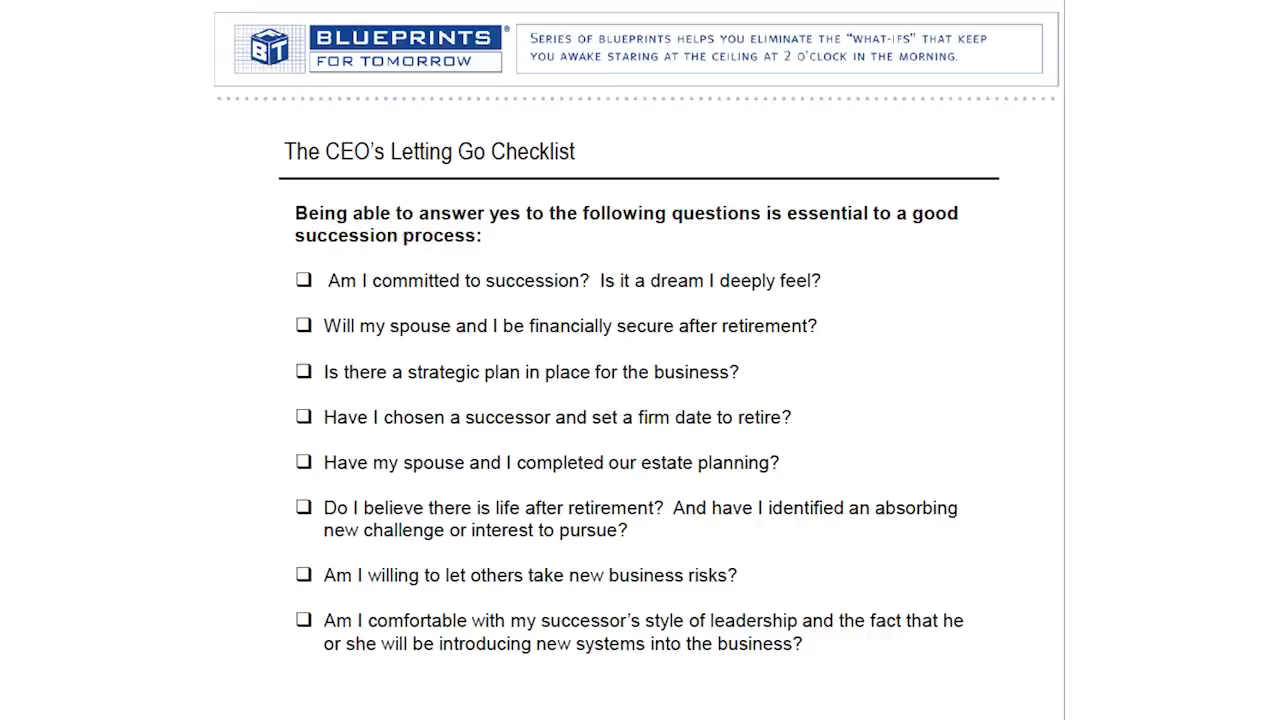 BT
BLUEPRINTS®
FOR TOMORROW
SERIES OF BLUEPRINTS HELPS YOU ELIMINATE THE “WHAT-IFS” THAT KEEP
YOU AWAKE STARING AT THE CEILING AT 2 O’CLOCK IN THE MORNING.
The CEO’s Letting Go Checklist
Being able to answer yes to the following questions is essential to a good
succession process:
❑ Am I committed to succession? Is it a dream I deeply feel?
❑ Will my spouse and I be financially secure after retirement?
❑ Is there a strategic plan in place for the business?
❑ Have I chosen a successor and set a firm date to retire?
❑ Have my spouse and I completed our estate planning?
❑ Do I believe there is life after retirement? And have I identified an absorbing
new challenge or interest to pursue?
❑ Am I willing to let others take new business risks?
❑ Am I comfortable with my successor’s style of leadership and the fact that he
or she will be introducing new systems into the business?